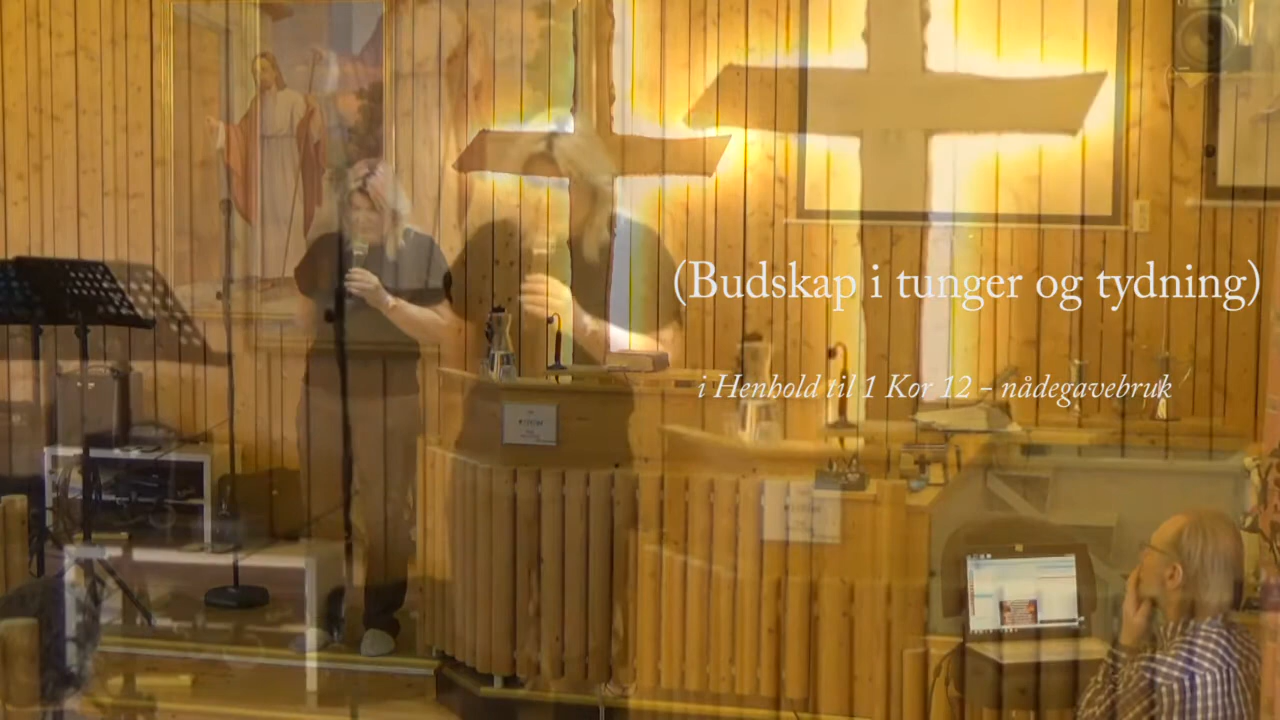 (Budskap i tunger og tydning)
i Henhold til 1 Kor 12 - nådegavebruk